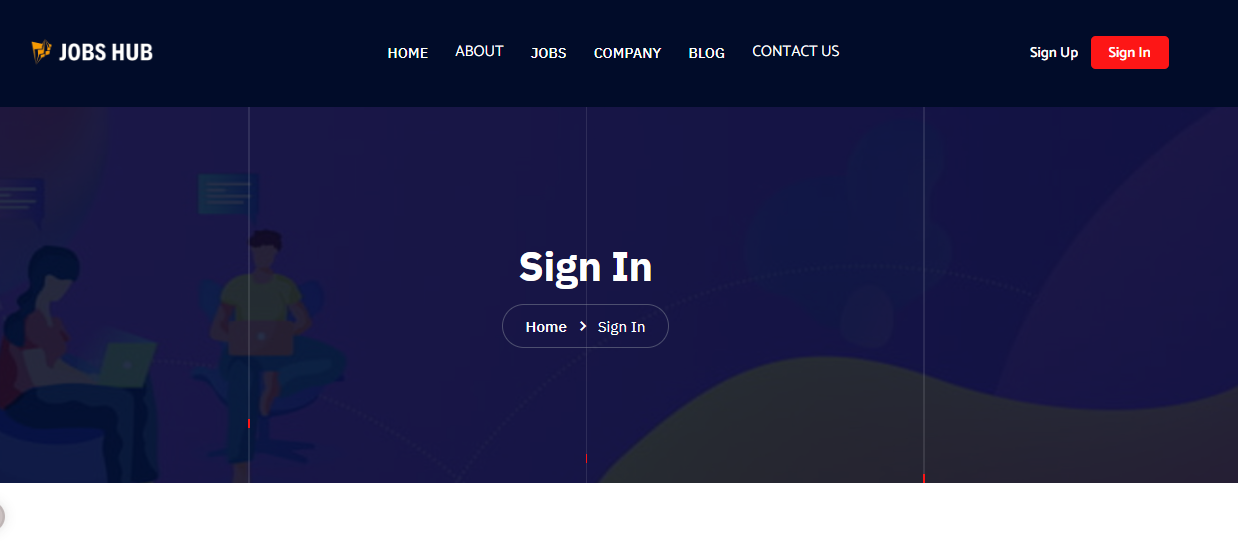 JOBS HUB HOME ABOUT JOBS COMPANY BLOG CONTACT US Sign Up Sign In
Sign In
Home > Sign In